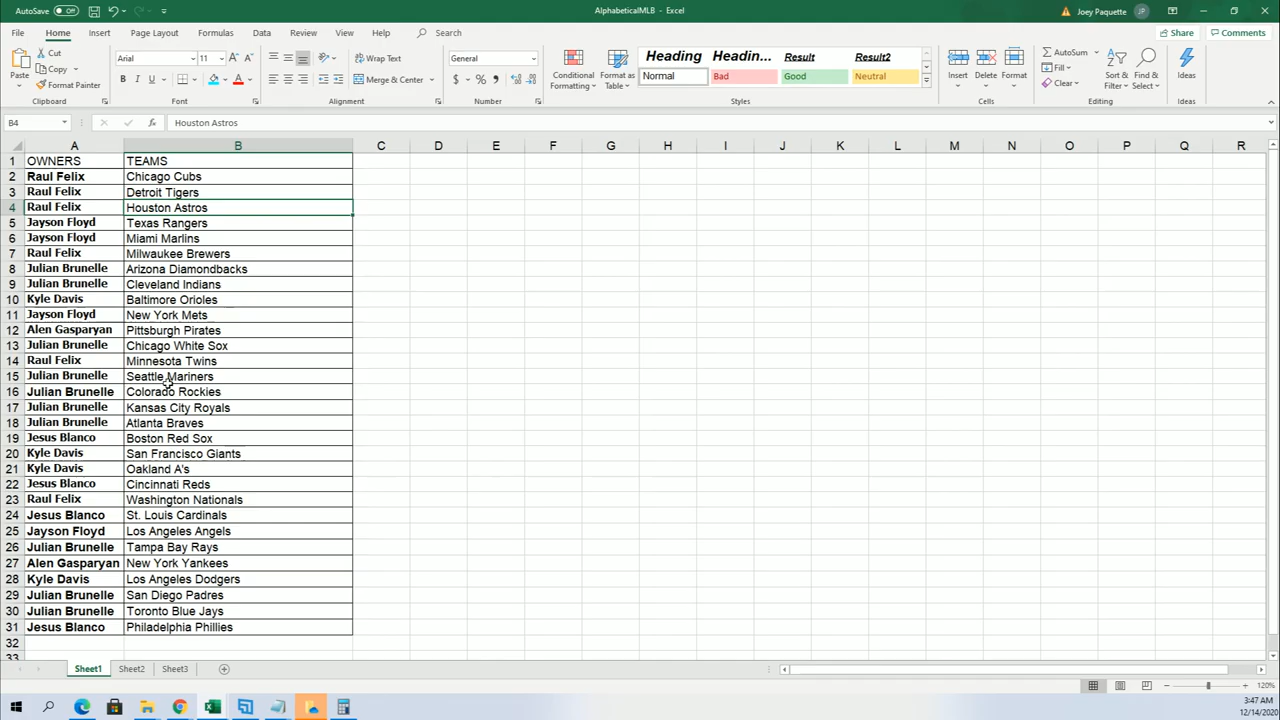 AutoSave Off AlphabeticalMLB - Excel Joey Paquette JP
File Home Insert Page Layout Formulas Data Review View Help Search Share Comments
Paste Cut Copy Format Painter Clipboard
Arial 11 A A B I U A Font
Wrap Text Merge & Center Alignment
General $ % , Number
Conditional Formatting Format as Table
Heading Headin... Result Result2
Normal Bad Good Neutral
Styles
Insert Delete Format Cells
AutoSum Fill Clear Sort & Filter Find & Select Editing
Ideas Ideas
B4 fx Houston Astros
A B C D E F G H I J K L M N O P Q R
1 OWNERS TEAMS
2 Raul Felix Chicago Cubs
3 Raul Felix Detroit Tigers
4 Raul Felix Houston Astros
5 Jayson Floyd Texas Rangers
6 Jayson Floyd Miami Marlins
7 Raul Felix Milwaukee Brewers
8 Julian Brunelle Arizona Diamondbacks
9 Julian Brunelle Cleveland Indians
10 Kyle Davis Baltimore Orioles
11 Jayson Floyd New York Mets
12 Alen Gasparyan Pittsburgh Pirates
13 Julian Brunelle Chicago White Sox
14 Raul Felix Minnesota Twins
15 Julian Brunelle Seattle Mariners
16 Julian Brunelle Colorado Rockies
17 Julian Brunelle Kansas City Royals
18 Julian Brunelle Atlanta Braves
19 Jesus Blanco Boston Red Sox
20 Kyle Davis San Francisco Giants
21 Kyle Davis Oakland A's
22 Jesus Blanco Cincinnati Reds
23 Raul Felix Washington Nationals
24 Jesus Blanco St. Louis Cardinals
25 Jayson Floyd Los Angeles Angels
26 Julian Brunelle Tampa Bay Rays
27 Alen Gasparyan New York Yankees
28 Kyle Davis Los Angeles Dodgers
29 Julian Brunelle San Diego Padres
30 Julian Brunelle Toronto Blue Jays
31 Jesus Blanco Philadelphia Phillies
32
33
Sheet1 Sheet2 Sheet3
120%
3:47 AM
12/14/2020